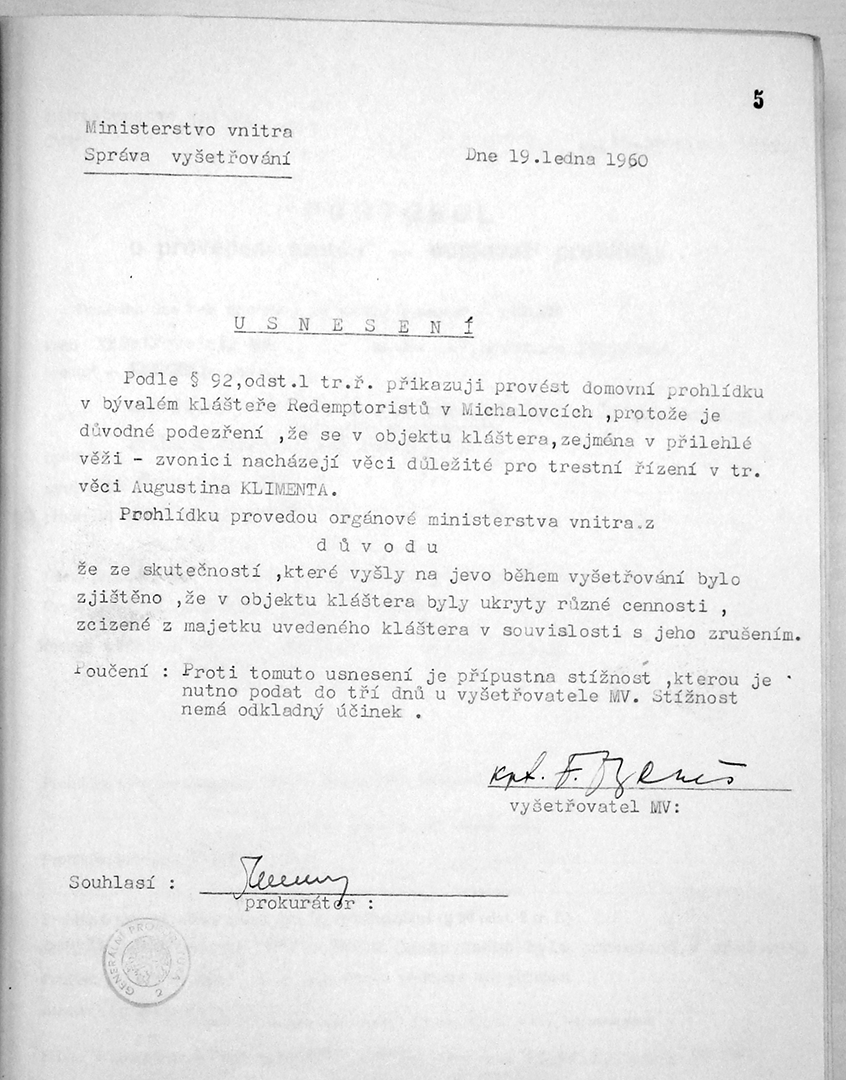 5
Ministerstvo vnitra
Správa vyšetřování
Dne 19.ledna 1960
U S N E S E N Í
Podle § 92,odst.1 tr.ř. přikazuji provést domovní prohlídku
v bývalém klášteře Redemptoristů v Michalovcích ,protože je
důvodné podezření ,že se v objektu kláštera,zejména v přilehlé
věži - zvonici nacházejí věci důležité pro trestní řízení v tr.
věci Augustina KLIMENTA.
Prohlídku provedou orgánové ministerstva vnitra.z
d ů v o d u
že ze skutečností ,které vyšly na jevo během vyšetřování bylo
zjištěno ,že v objektu kláštera byly ukryty různé cennosti ,
zcizené z majetku uvedeného kláštera v souvislosti s jeho zrušením.
Poučení : Proti tomuto usnesení je přípustna stížnost ,kterou je
nutno podat do tří dnů u vyšetřovatele MV. Stížnost
nemá odkladný účinek .
kpt. F.
vyšetřovatel MV:
Souhlasí :
prokurátor :
GENERÁLNÍ PROKURATURA